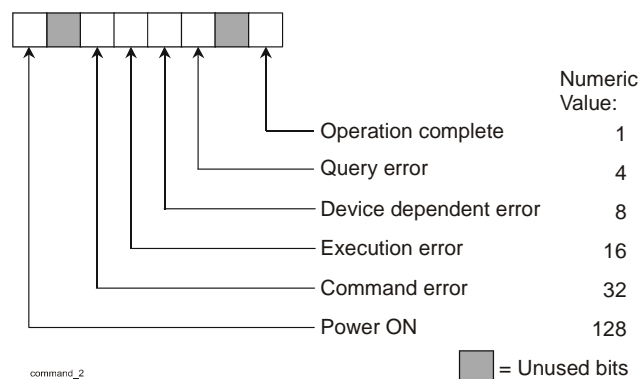 Numeric
Value:
Operation complete 1
Query error 4
Device dependent error 8
Execution error 16
Command error 32
Power ON 128
command_2
= Unused bits